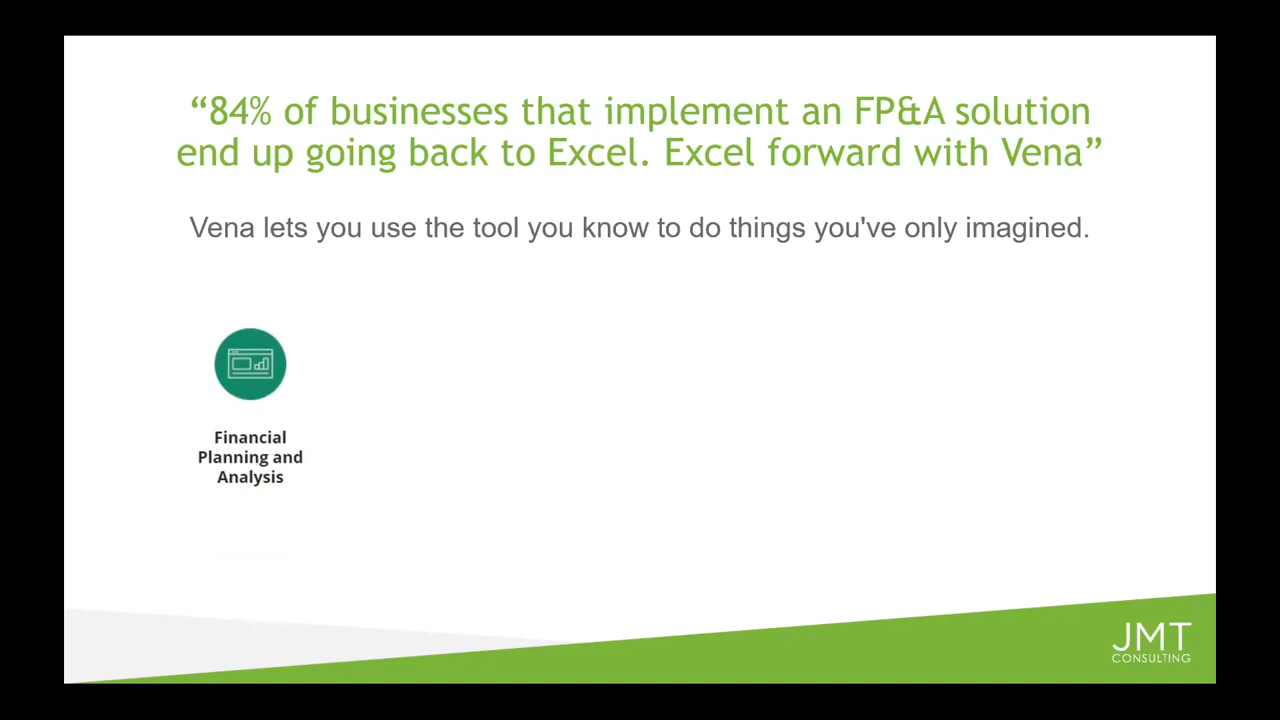 “84% of businesses that implement an FP&A solution
end up going back to Excel. Excel forward with Vena”
Vena lets you use the tool you know to do things you've only imagined.
Financial
Planning and
Analysis
JMT
CONSULTING